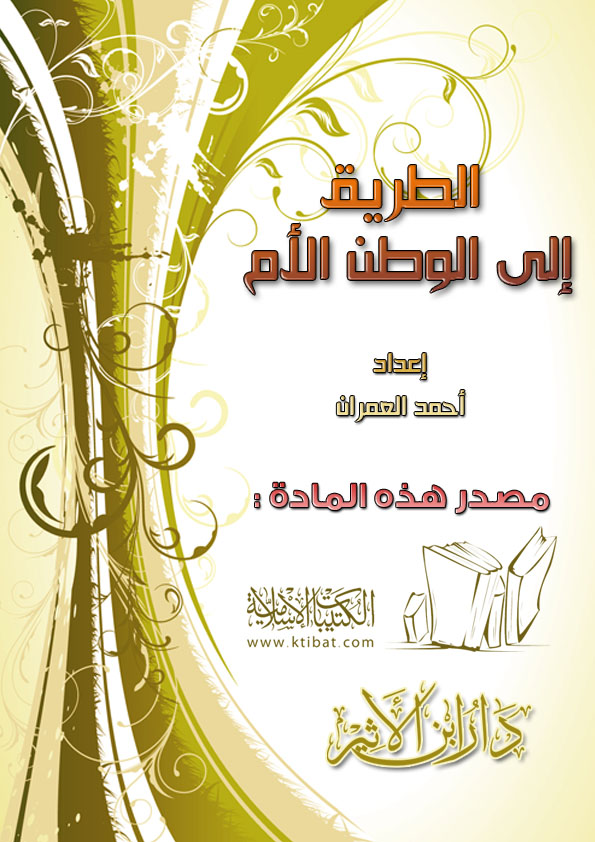 الطريق
إلى الوطن الأم
إعداد
أحمد العمران
مصدر هذه المادة :
الكتيبات الإسلامية
www.ktibat.com
دار ابن الأثير